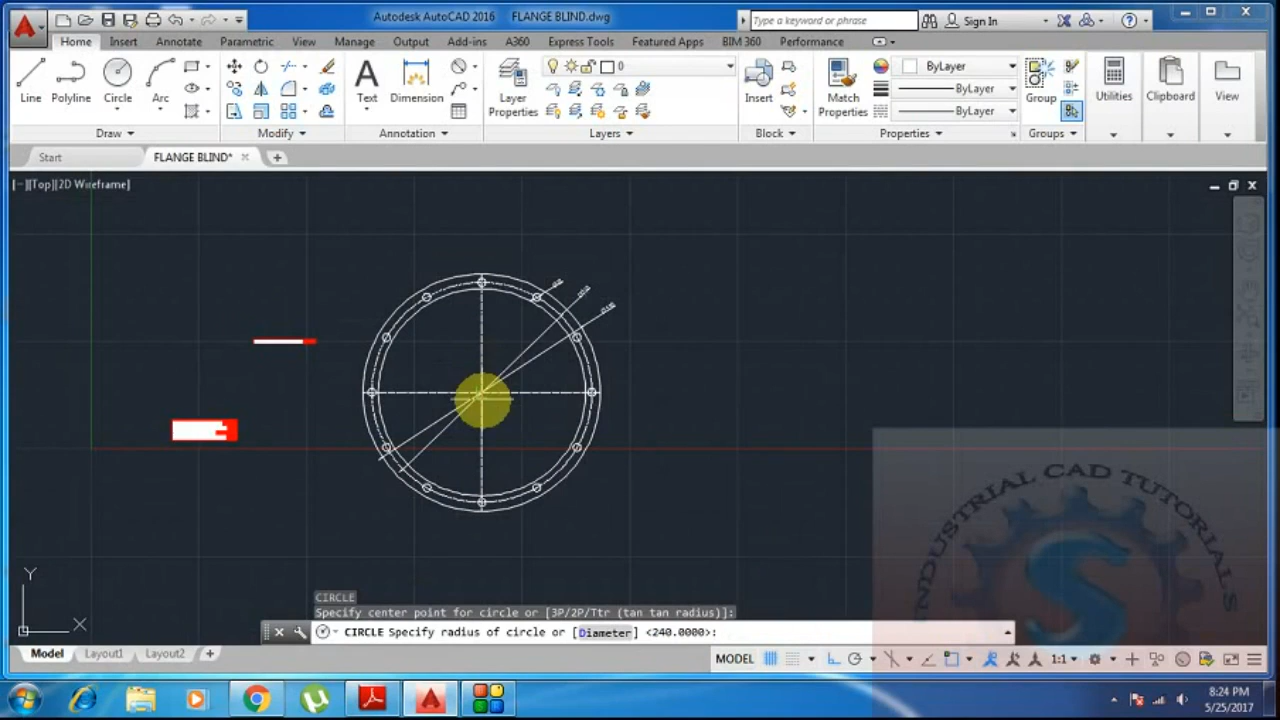 Autodesk AutoCAD 2016 FLANGE BLIND.dwg
Type a keyword or phrase
Sign In
Home Insert Annotate Parametric View Manage Output Add-ins A360 Express Tools Featured Apps BIM 360 Performance
Line Polyline Circle Arc
Text Dimension
Layer Properties
0
Insert
Match Properties
ByLayer
ByLayer
ByLayer
Group
Utilities
Clipboard
View
Draw Modify Annotation Layers Block Properties Groups
Start FLANGE BLIND*
[−][Top][2D Wireframe]
INDUSTRIAL CAD TUTORIALS
Y
X
CIRCLE
Specify center point for circle or [3P/2P/Ttr (tan tan radius)]:
CIRCLE Specify radius of circle or [Diameter] <240.0000>:
Model Layout1 Layout2
MODEL 1:1
8:24 PM
5/25/2017